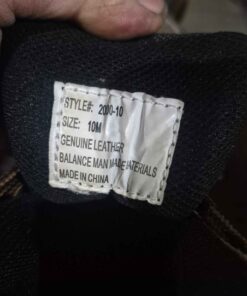 STYLE#: 2000-10
SIZE: 10M
GENUINE LEATHER
BALANCE MAN MADE MATERIALS
MADE IN CHINA